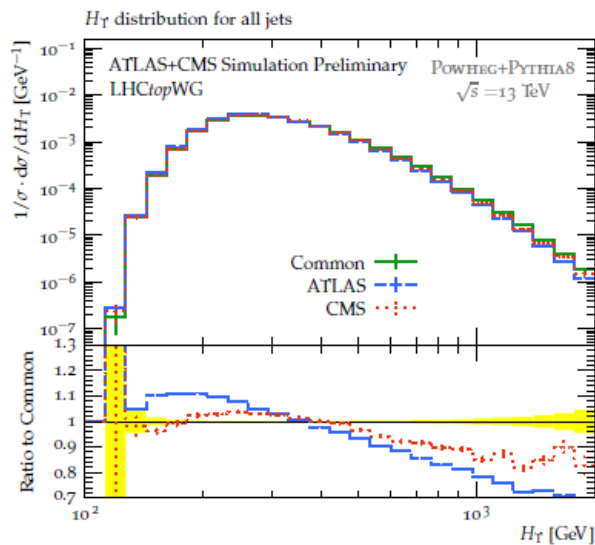 H_T distribution for all jets
ATLAS+CMS Simulation Preliminary
LHCtopWG
POWHEG+PYTHIA8
√s = 13 TeV
1/σ · dσ/dH_T [GeV⁻¹]
10⁻¹
10⁻²
10⁻³
10⁻⁴
10⁻⁵
10⁻⁶
10⁻⁷
Common
ATLAS
CMS
Ratio to Common
1.3
1.2
1.1
1
0.9
0.8
0.7
10²
10³
H_T [GeV]